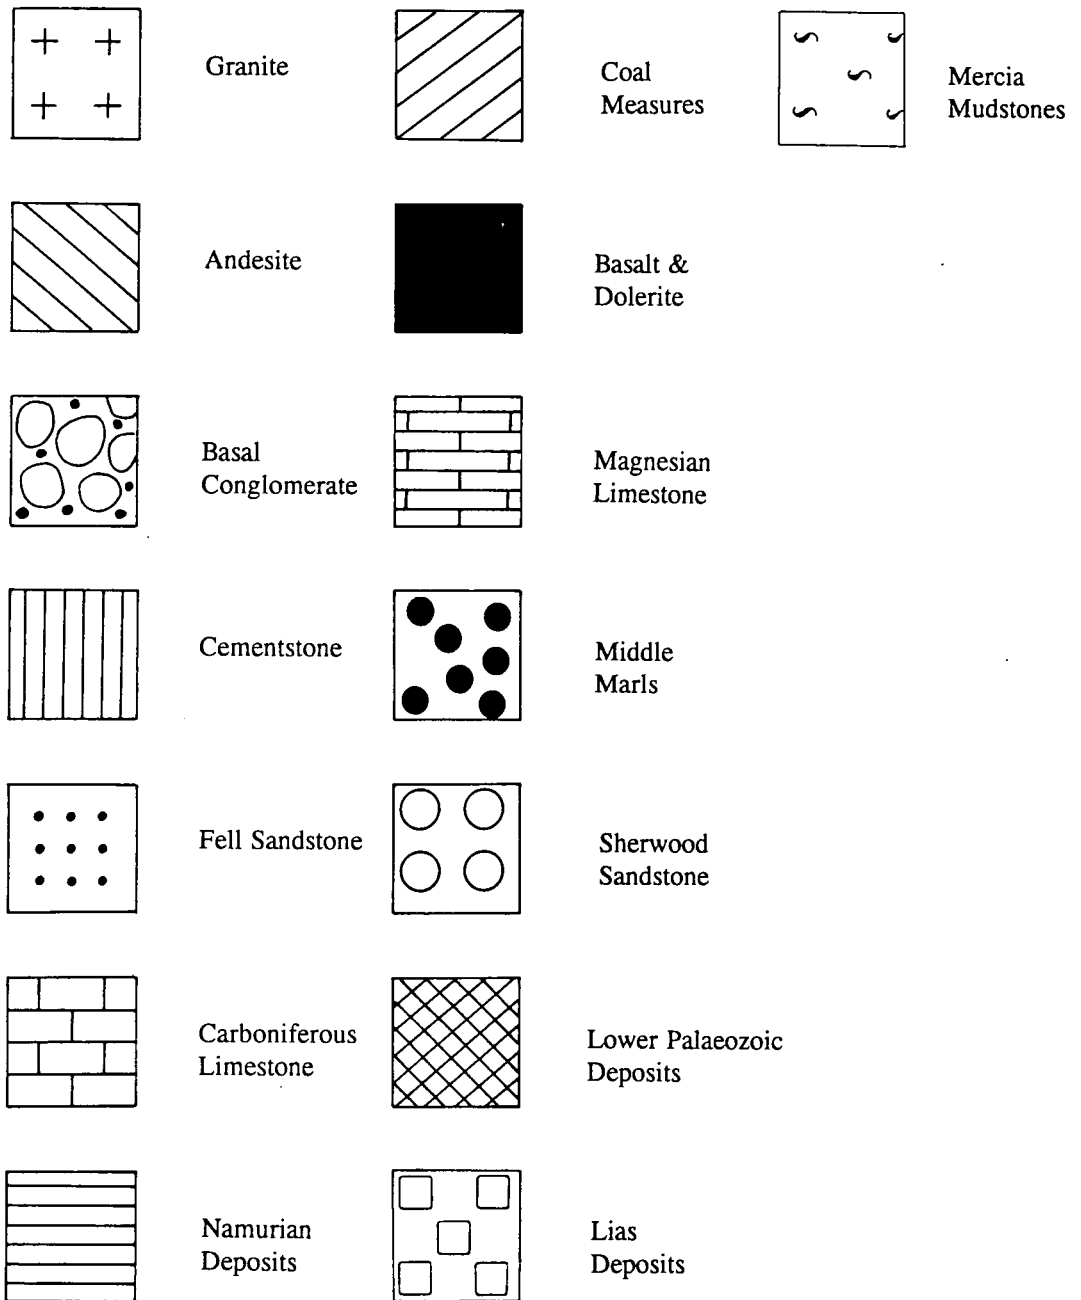 Granite
Coal
Measures
Mercia
Mudstones
Andesite
Basalt &
Dolerite
Basal
Conglomerate
Magnesian
Limestone
Cementstone
Middle
Marls
Fell Sandstone
Sherwood
Sandstone
Carboniferous
Limestone
Lower Palaeozoic
Deposits
Namurian
Deposits
Lias
Deposits